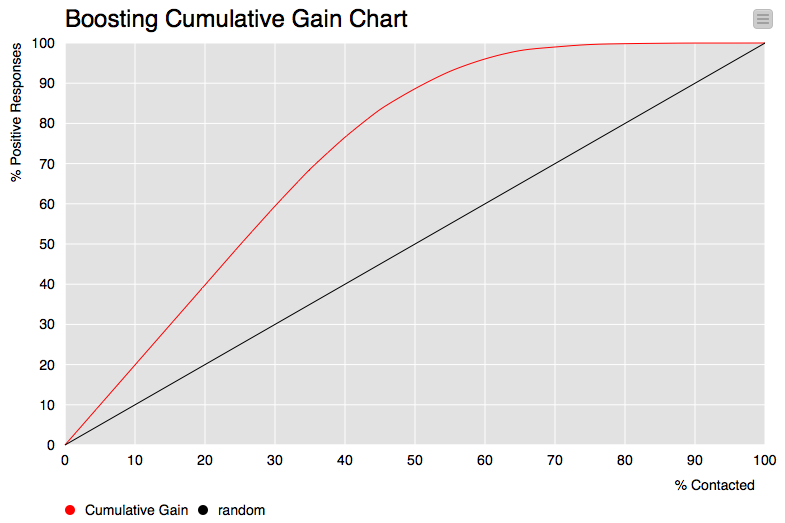 Boosting Cumulative Gain Chart
% Positive Responses
100
90
80
70
60
50
40
30
20
10
0
0 10 20 30 40 50 60 70 80 90 100
% Contacted
Cumulative Gain random